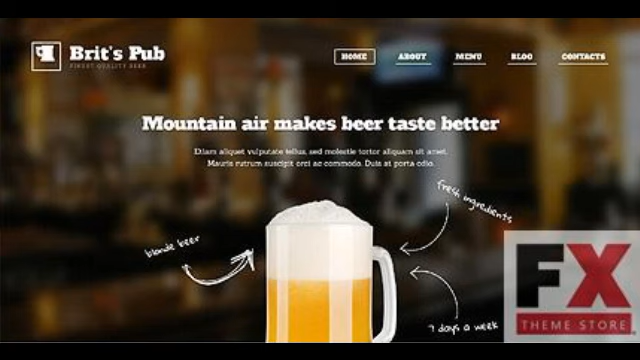 Brit's Pub
FINEST QUALITY BEER
HOME ABOUT MENU BLOG CONTACTS
Mountain air makes beer taste better
Etiam aliquet vulputate tellus, sed molestie tortor aliquam sit amet.
Mauris rutrum suscipit orci ac commodo. Duis at porta odio.
fresh ingredients
blonde beer
7 days a week
FX
THEME STORE